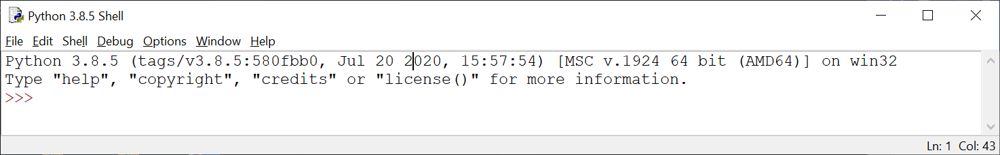 Python 3.8.5 Shell
File Edit Shell Debug Options Window Help
Python 3.8.5 (tags/v3.8.5:580fbb0, Jul 20 2020, 15:57:54) [MSC v.1924 64 bit (AMD64)] on win32
Type "help", "copyright", "credits" or "license()" for more information.
>>>
Ln: 1 Col: 43